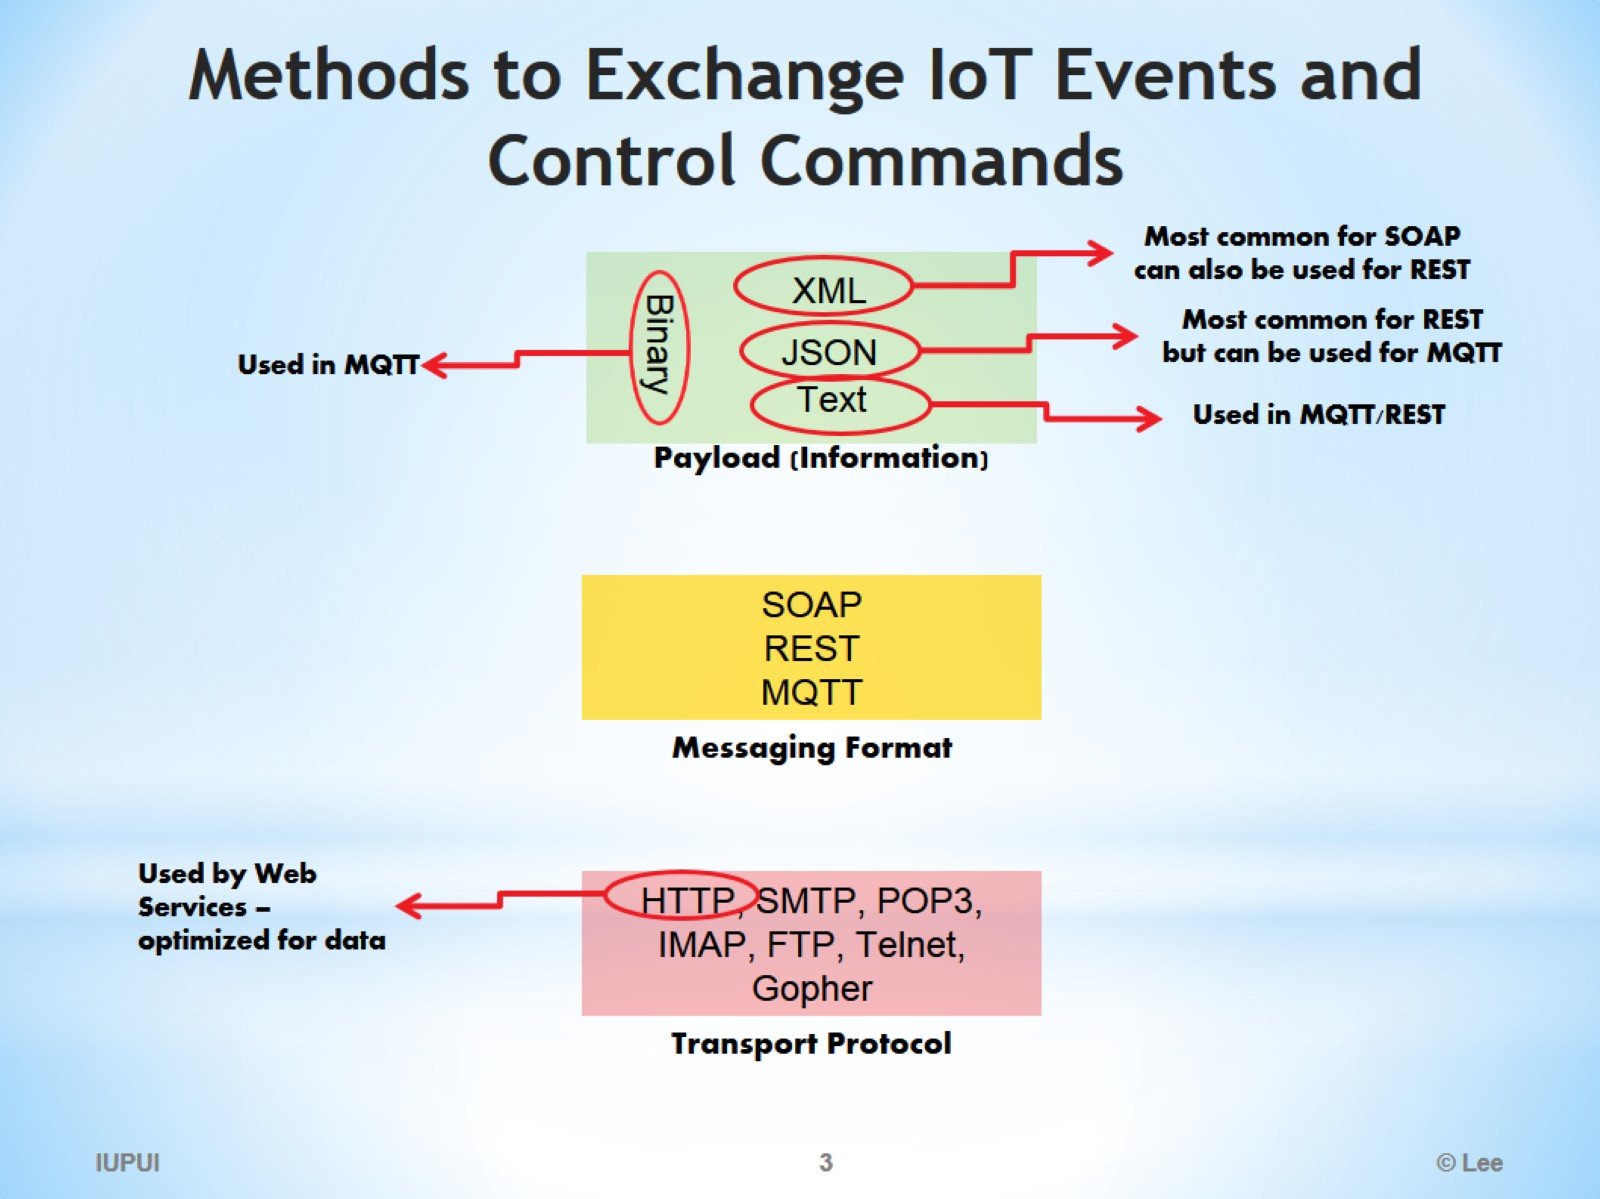 Methods to Exchange IoT Events and
Control Commands
Most common for SOAP
can also be used for REST
XML
Binary
Most common for REST
but can be used for MQTT
JSON
Used in MQTT
Text
Used in MQTT/REST
Payload (Information)
SOAP
REST
MQTT
Messaging Format
Used by Web
Services –
optimized for data
HTTP, SMTP, POP3,
IMAP, FTP, Telnet,
Gopher
Transport Protocol
IUPUI
3
© Lee